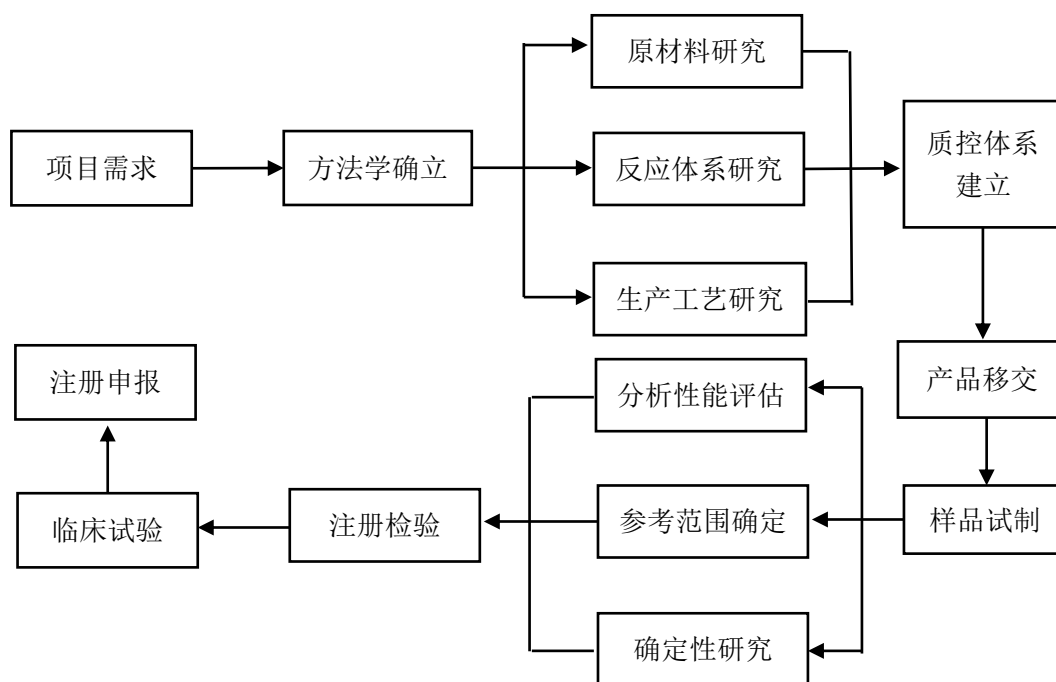 项目需求
方法学确立
原材料研究
反应体系研究
生产工艺研究
质控体系
建立
产品移交
样品试制
分析性能评估
参考范围确定
确定性研究
注册检验
临床试验
注册申报